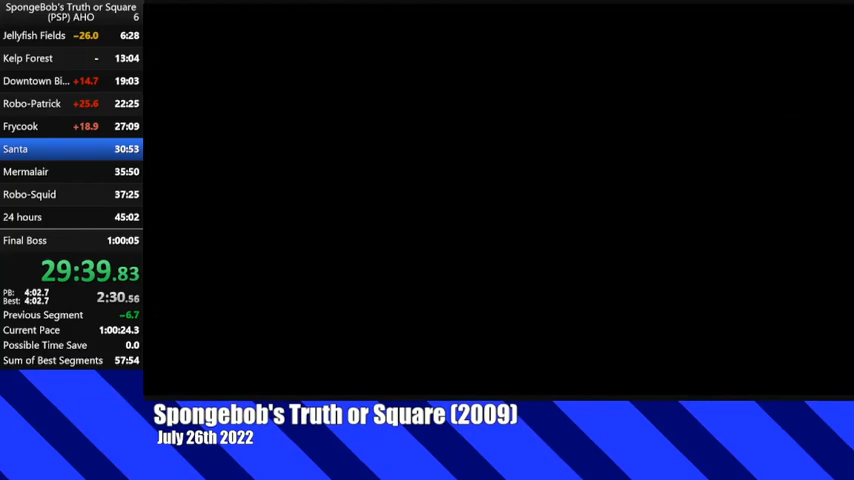 SpongeBob's Truth or Square
(PSP) AHO 6
Jellyfish Fields −26.0 6:28
Kelp Forest - 13:04
Downtown Bi... +14.7 19:03
Robo-Patrick +25.6 22:25
Frycook +18.9 27:09
Santa 30:53
Mermalair 35:50
Robo-Squid 37:25
24 hours 45:02
Final Boss 1:00:05
29:39.83
PB: 4:02.7
Best: 4:02.7
2:30.56
Previous Segment −6.7
Current Pace 1:00:24.3
Possible Time Save 0.0
Sum of Best Segments 57:54
Spongebob's Truth or Square (2009)
July 26th 2022